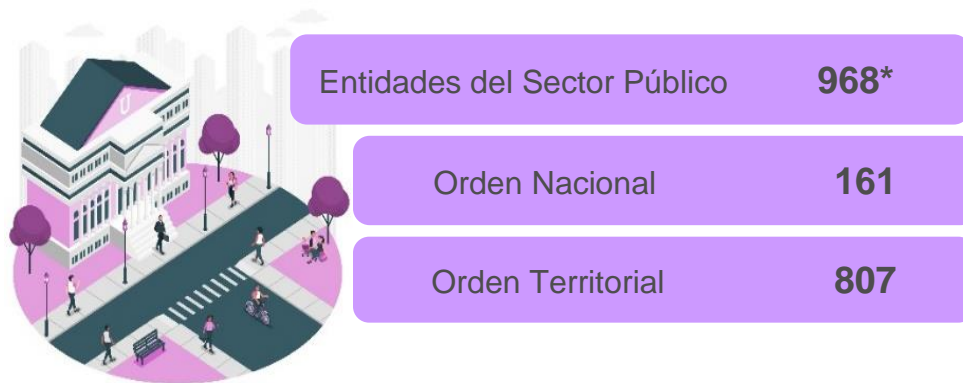 Entidades del Sector Público 968*
Orden Nacional 161
Orden Territorial 807